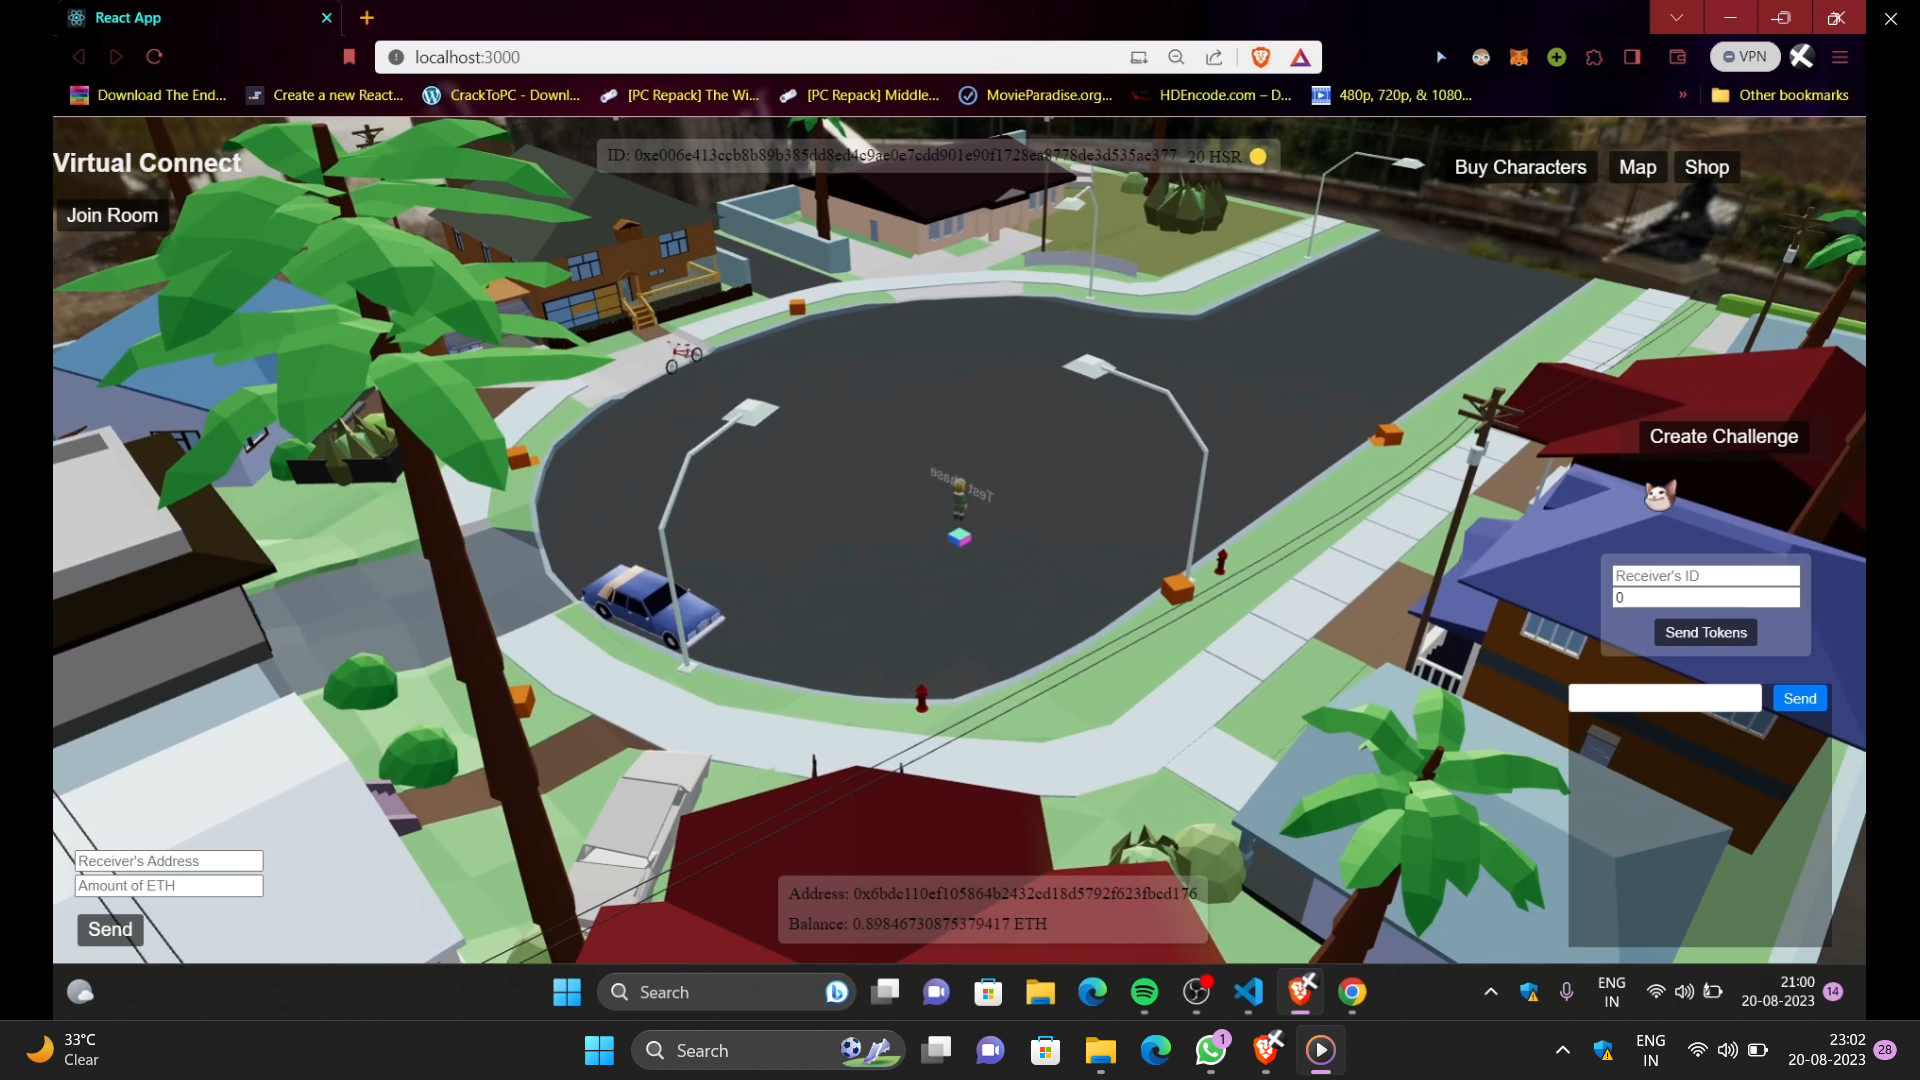 React App
localhost:3000
VPN
Download The End...
Create a new React...
CrackToPC - Downl...
[PC Repack] The Wi...
[PC Repack] Middle...
MovieParadise.org...
HDEncode.com – D...
480p, 720p, & 1080...
»
Other bookmarks
Virtual Connect
ID: 0xe006e413ccb8b89b385dd8ed4c9ae0e7cdd901e90f1728ea8778de3d535ae377 20 HSR
Buy Characters
Map
Shop
Join Room
Create Challenge
Receiver's ID
0
Send Tokens
Send
Receiver's Address
Amount of ETH
Send
Address: 0x6bdc110ef105864b2432cd18d5792f623fbcd176
Balance: 0.89846730875379417 ETH
Search
ENG
IN
21:00
20-08-2023
14
33°C
Clear
Search
1
ENG
IN
23:02
20-08-2023
28